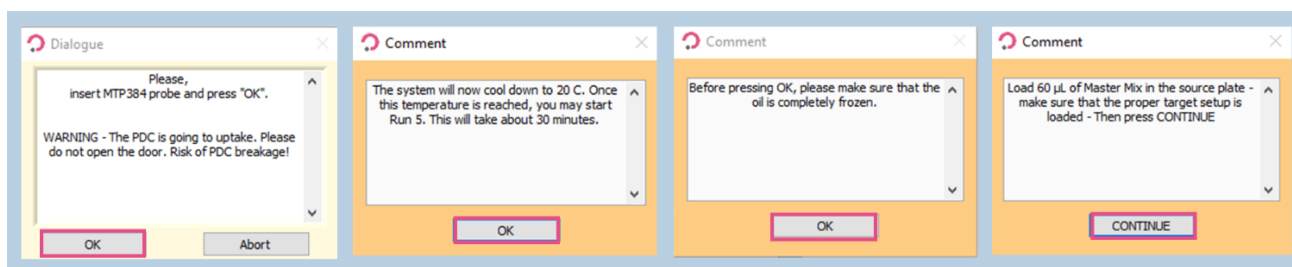 Dialogue
Please,
insert MTP384 probe and press "OK".
WARNING - The PDC is going to uptake. Please
do not open the door. Risk of PDC breakage!
OK
Abort
Comment
The system will now cool down to 20 C. Once
this temperature is reached, you may start
Run 5. This will take about 30 minutes.
OK
Comment
Before pressing OK, please make sure that the
oil is completely frozen.
OK
Comment
Load 60 µL of Master Mix in the source plate -
make sure that the proper target setup is
loaded - Then press CONTINUE
CONTINUE